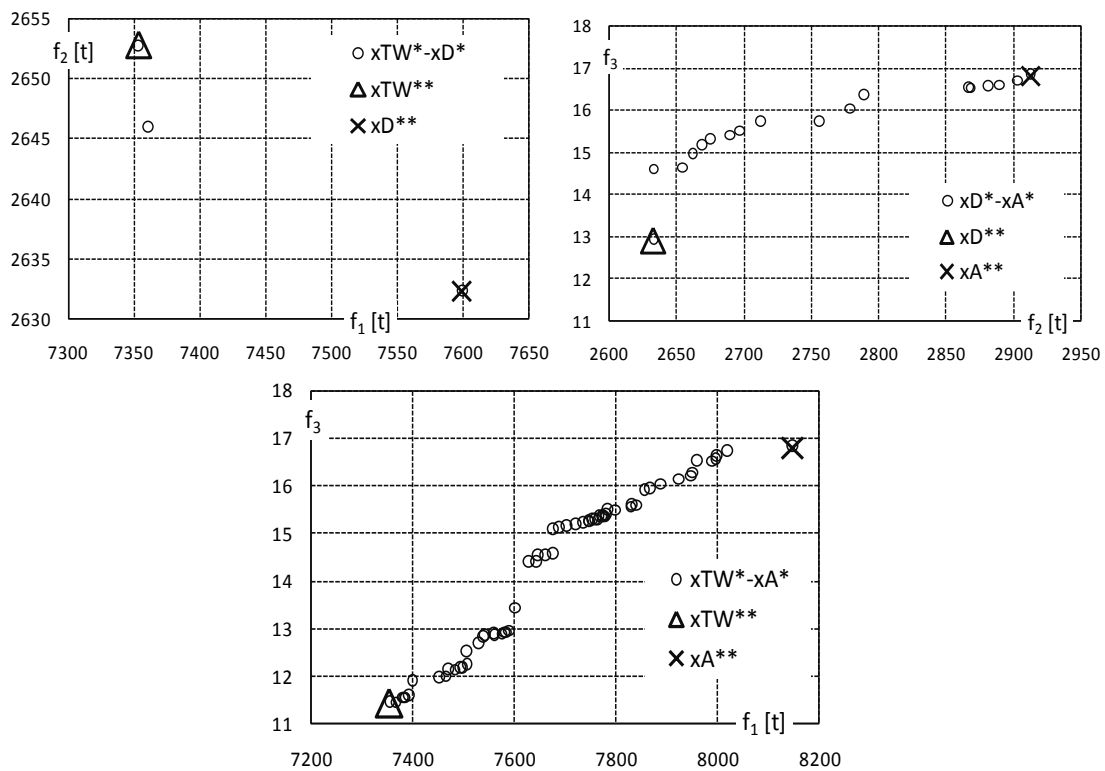 2655
f₂ [t]
2650
2645
2640
2635
2630
f₁ [t]
7300 7350 7400 7450 7500 7550 7600 7650
xTW*-xD*
xTW**
xD**
18
f₃
17
16
15
14
13
12
11
f₂ [t]
2600 2650 2700 2750 2800 2850 2900 2950
xD*-xA*
xD**
xA**
18
f₃
17
16
15
14
13
12
11
f₁ [t]
7200 7400 7600 7800 8000 8200
xTW*-xA*
xTW**
xA**